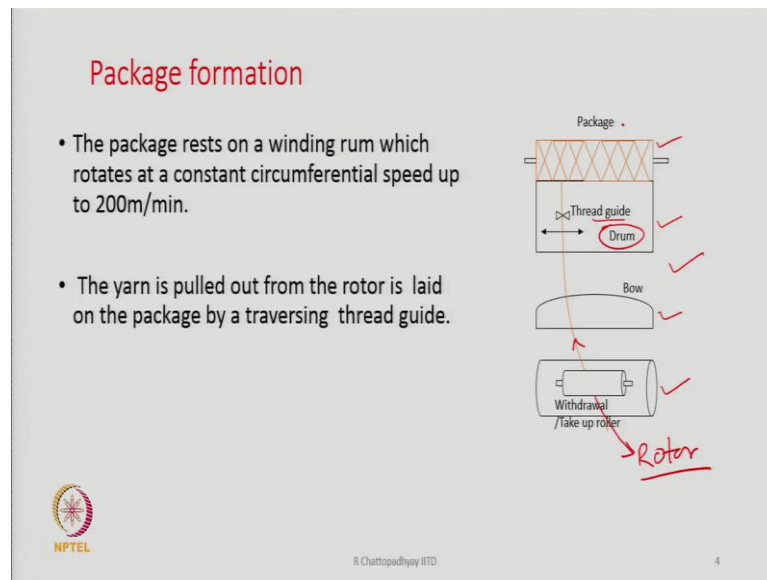 Package formation
• The package rests on a winding rum which
rotates at a constant circumferential speed up
to 200m/min.
• The yarn is pulled out from the rotor is laid
on the package by a traversing thread guide.
Package
Thread guide
Drum
Bow
Withdrawal
/Take up roller
Rotor
NPTEL
R Chattopadhyay IITD
4